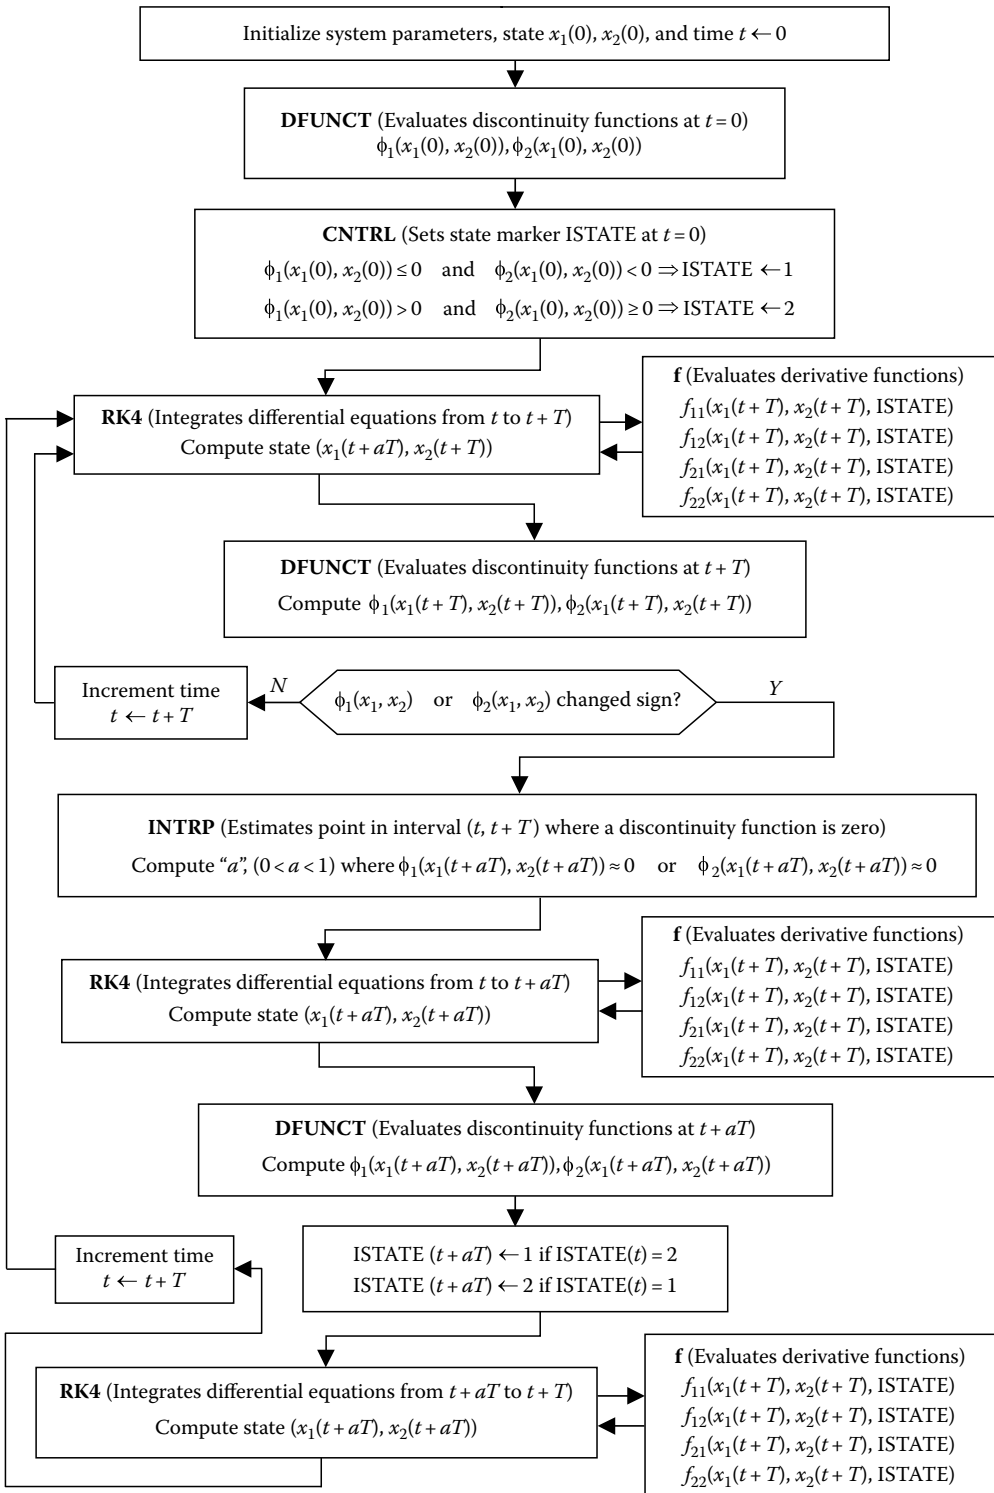 Initialize system parameters, state x₁(0), x₂(0), and time t ← 0
DFUNCT (Evaluates discontinuity functions at t = 0)
ϕ₁(x₁(0), x₂(0)), ϕ₂(x₁(0), x₂(0))
CNTRL (Sets state marker ISTATE at t = 0)
ϕ₁(x₁(0), x₂(0)) ≤ 0 and ϕ₂(x₁(0), x₂(0)) < 0 ⇒ ISTATE ← 1
ϕ₁(x₁(0), x₂(0)) > 0 and ϕ₂(x₁(0), x₂(0)) ≥ 0 ⇒ ISTATE ← 2
RK4 (Integrates differential equations from t to t + T)
Compute state (x₁(t + aT), x₂(t + T))
f (Evaluates derivative functions)
f₁₁(x₁(t + T), x₂(t + T), ISTATE)
f₁₂(x₁(t + T), x₂(t + T), ISTATE)
f₂₁(x₁(t + T), x₂(t + T), ISTATE)
f₂₂(x₁(t + T), x₂(t + T), ISTATE)
DFUNCT (Evaluates discontinuity functions at t + T)
Compute ϕ₁(x₁(t + T), x₂(t + T)), ϕ₂(x₁(t + T), x₂(t + T))
Increment time
t ← t + T
N
ϕ₁(x₁, x₂) or ϕ₂(x₁, x₂) changed sign?
Y
INTRP (Estimates point in interval (t, t + T) where a discontinuity function is zero)
Compute “a”, (0 < a < 1) where ϕ₁(x₁(t + aT), x₂(t + aT)) ≈ 0 or ϕ₂(x₁(t + aT), x₂(t + aT)) ≈ 0
RK4 (Integrates differential equations from t to t + aT)
Compute state (x₁(t + aT), x₂(t + aT))
f (Evaluates derivative functions)
f₁₁(x₁(t + T), x₂(t + T), ISTATE)
f₁₂(x₁(t + T), x₂(t + T), ISTATE)
f₂₁(x₁(t + T), x₂(t + T), ISTATE)
f₂₂(x₁(t + T), x₂(t + T), ISTATE)
DFUNCT (Evaluates discontinuity functions at t + aT)
Compute ϕ₁(x₁(t + aT), x₂(t + aT)), ϕ₂(x₁(t + aT), x₂(t + aT))
ISTATE (t + aT) ← 1 if ISTATE(t) = 2
ISTATE (t + aT) ← 2 if ISTATE(t) = 1
Increment time
t ← t + T
RK4 (Integrates differential equations from t + aT to t + T)
Compute state (x₁(t + aT), x₂(t + aT))
f (Evaluates derivative functions)
f₁₁(x₁(t + T), x₂(t + T), ISTATE)
f₁₂(x₁(t + T), x₂(t + T), ISTATE)
f₂₁(x₁(t + T), x₂(t + T), ISTATE)
f₂₂(x₁(t + T), x₂(t + T), ISTATE)